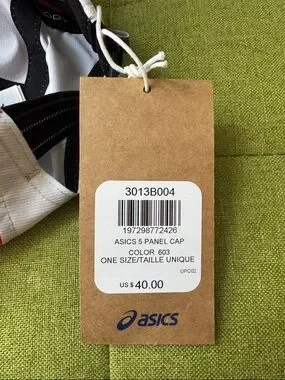 3013B004
197298772426
ASICS 5 PANEL CAP
COLOR 603
ONE SIZE/TAILLE UNIQUE
UPC02
US $40.00
asics